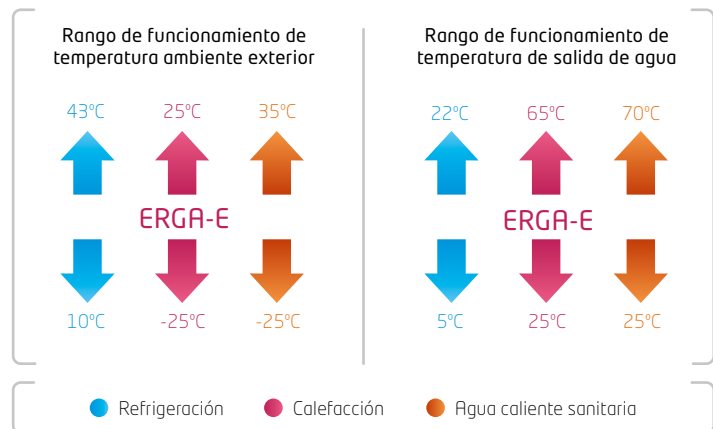 Rango de funcionamiento de
temperatura ambiente exterior
43ºC 25ºC 35ºC
ERGA-E
10ºC -25ºC -25ºC
Rango de funcionamiento de
temperatura de salida de agua
22ºC 65ºC 70ºC
ERGA-E
5ºC 25ºC 25ºC
Refrigeración Calefacción Agua caliente sanitaria